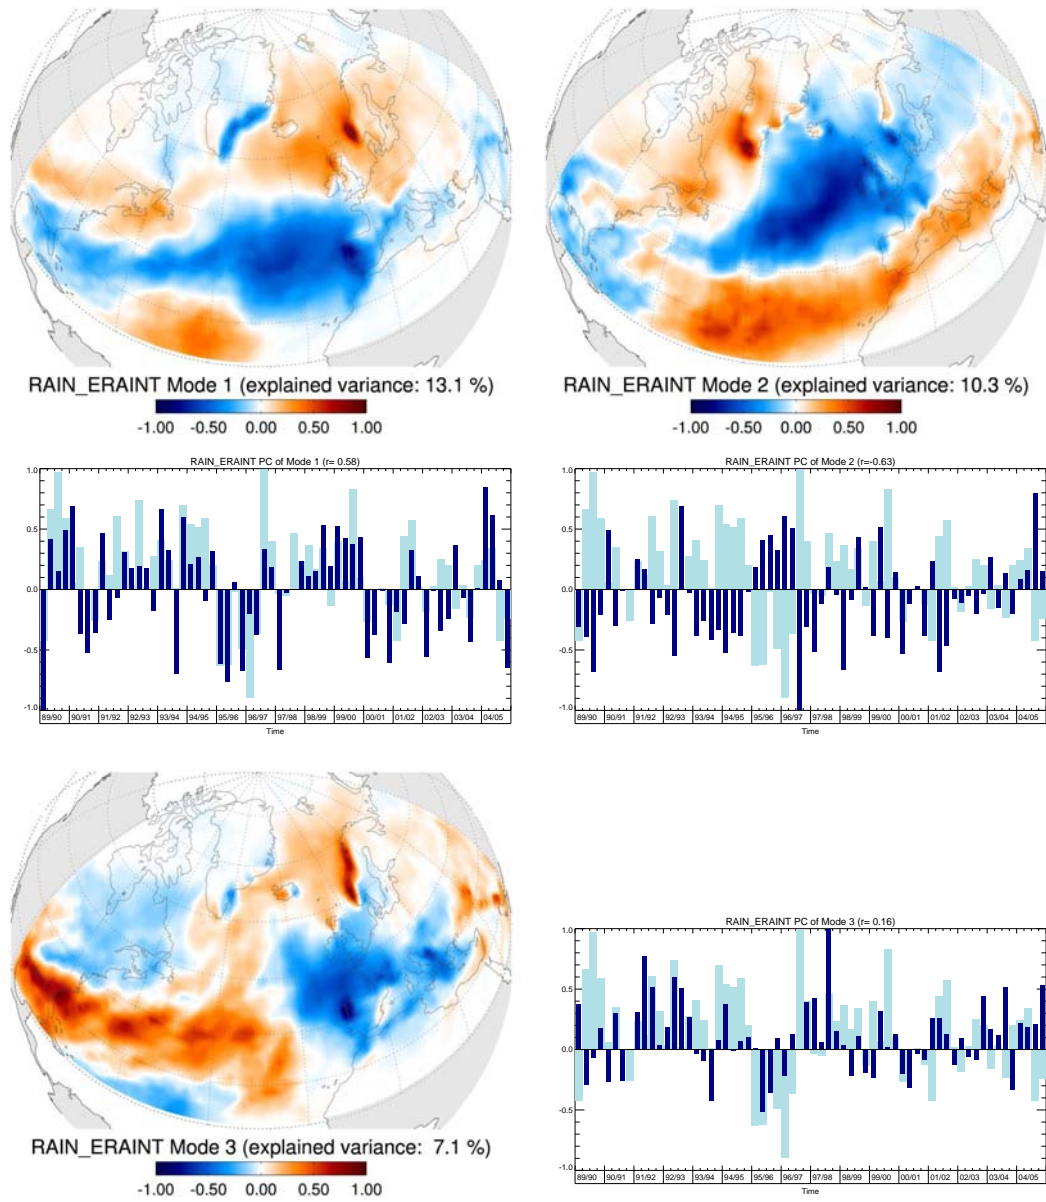 RAIN_ERAINT Mode 1 (explained variance: 13.1 %)
-1.00 -0.50 0.00 0.50 1.00
RAIN_ERAINT Mode 2 (explained variance: 10.3 %)
-1.00 -0.50 0.00 0.50 1.00
RAIN_ERAINT PC of Mode 1 (r= 0.58)
1.0
0.5
0.0
-0.5
-1.0
89/90 90/91 91/92 92/93 93/94 94/95 95/96 96/97 97/98 98/99 99/00 00/01 01/02 02/03 03/04 04/05
Time
RAIN_ERAINT PC of Mode 2 (r=-0.63)
1.0
0.5
0.0
-0.5
-1.0
89/90 90/91 91/92 92/93 93/94 94/95 95/96 96/97 97/98 98/99 99/00 00/01 01/02 02/03 03/04 04/05
Time
RAIN_ERAINT Mode 3 (explained variance: 7.1 %)
-1.00 -0.50 0.00 0.50 1.00
RAIN_ERAINT PC of Mode 3 (r= 0.16)
1.0
0.5
0.0
-0.5
-1.0
89/90 90/91 91/92 92/93 93/94 94/95 95/96 96/97 97/98 98/99 99/00 00/01 01/02 02/03 03/04 04/05
Time